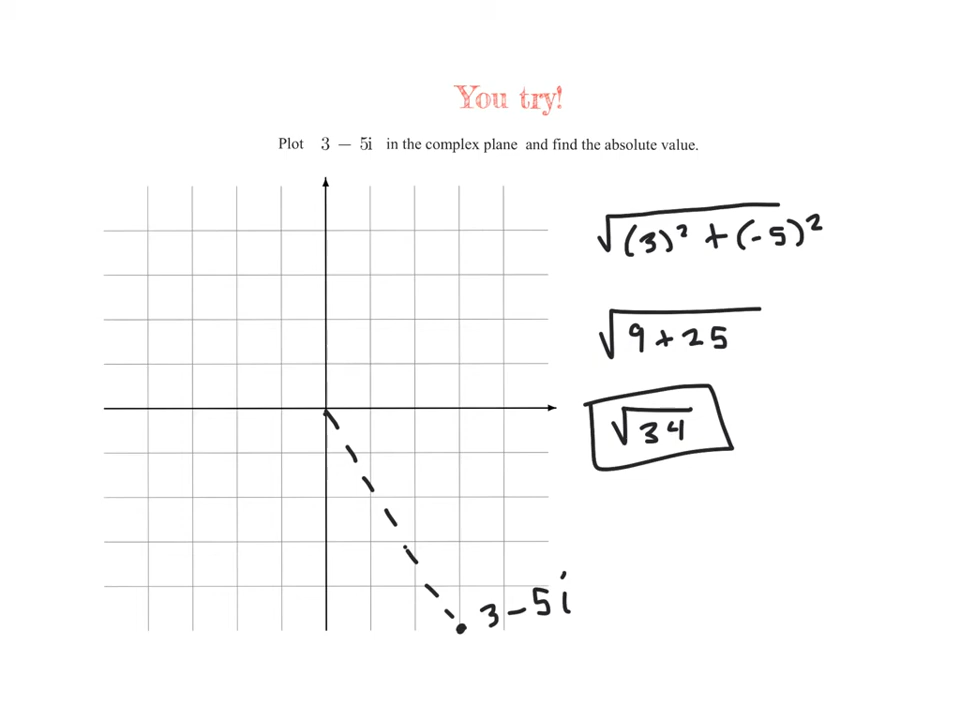 You try!
Plot 3 − 5i in the complex plane and find the absolute value.
√(3)² + (-5)²
√9+25
√34
3-5i